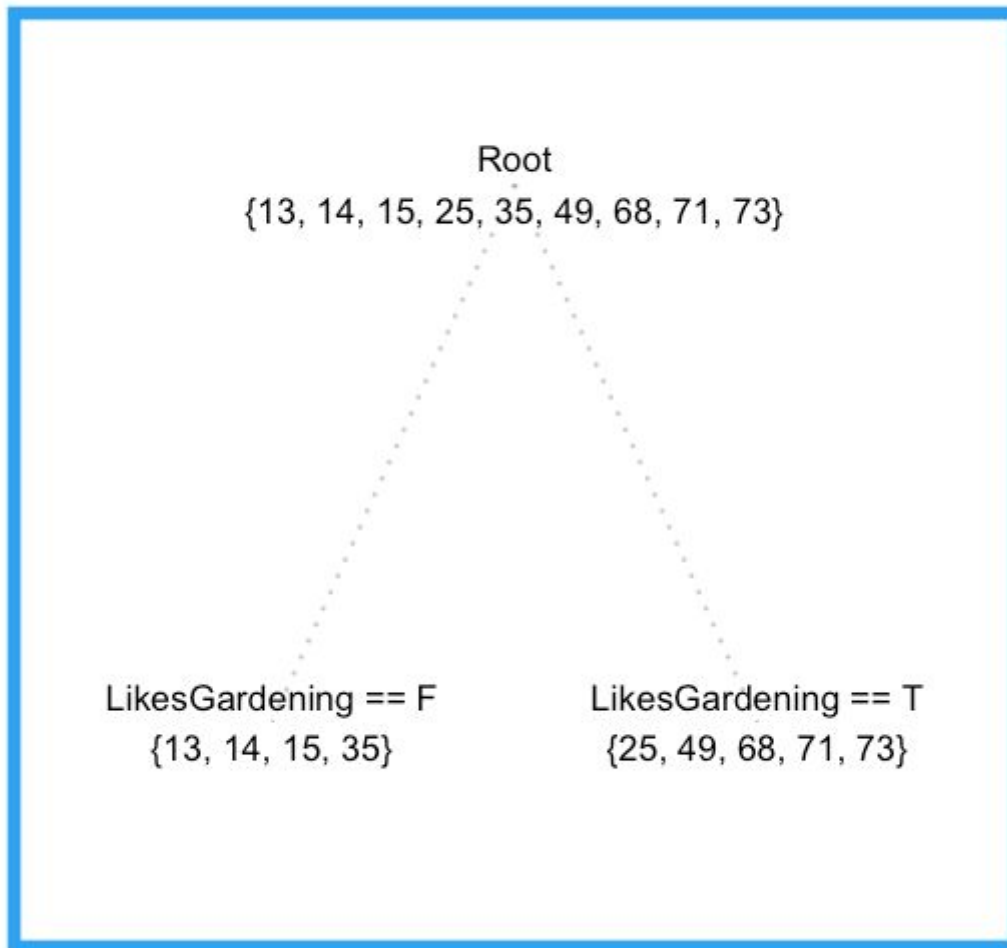 Root
{13, 14, 15, 25, 35, 49, 68, 71, 73}
LikesGardening == F
{13, 14, 15, 35}
LikesGardening == T
{25, 49, 68, 71, 73}